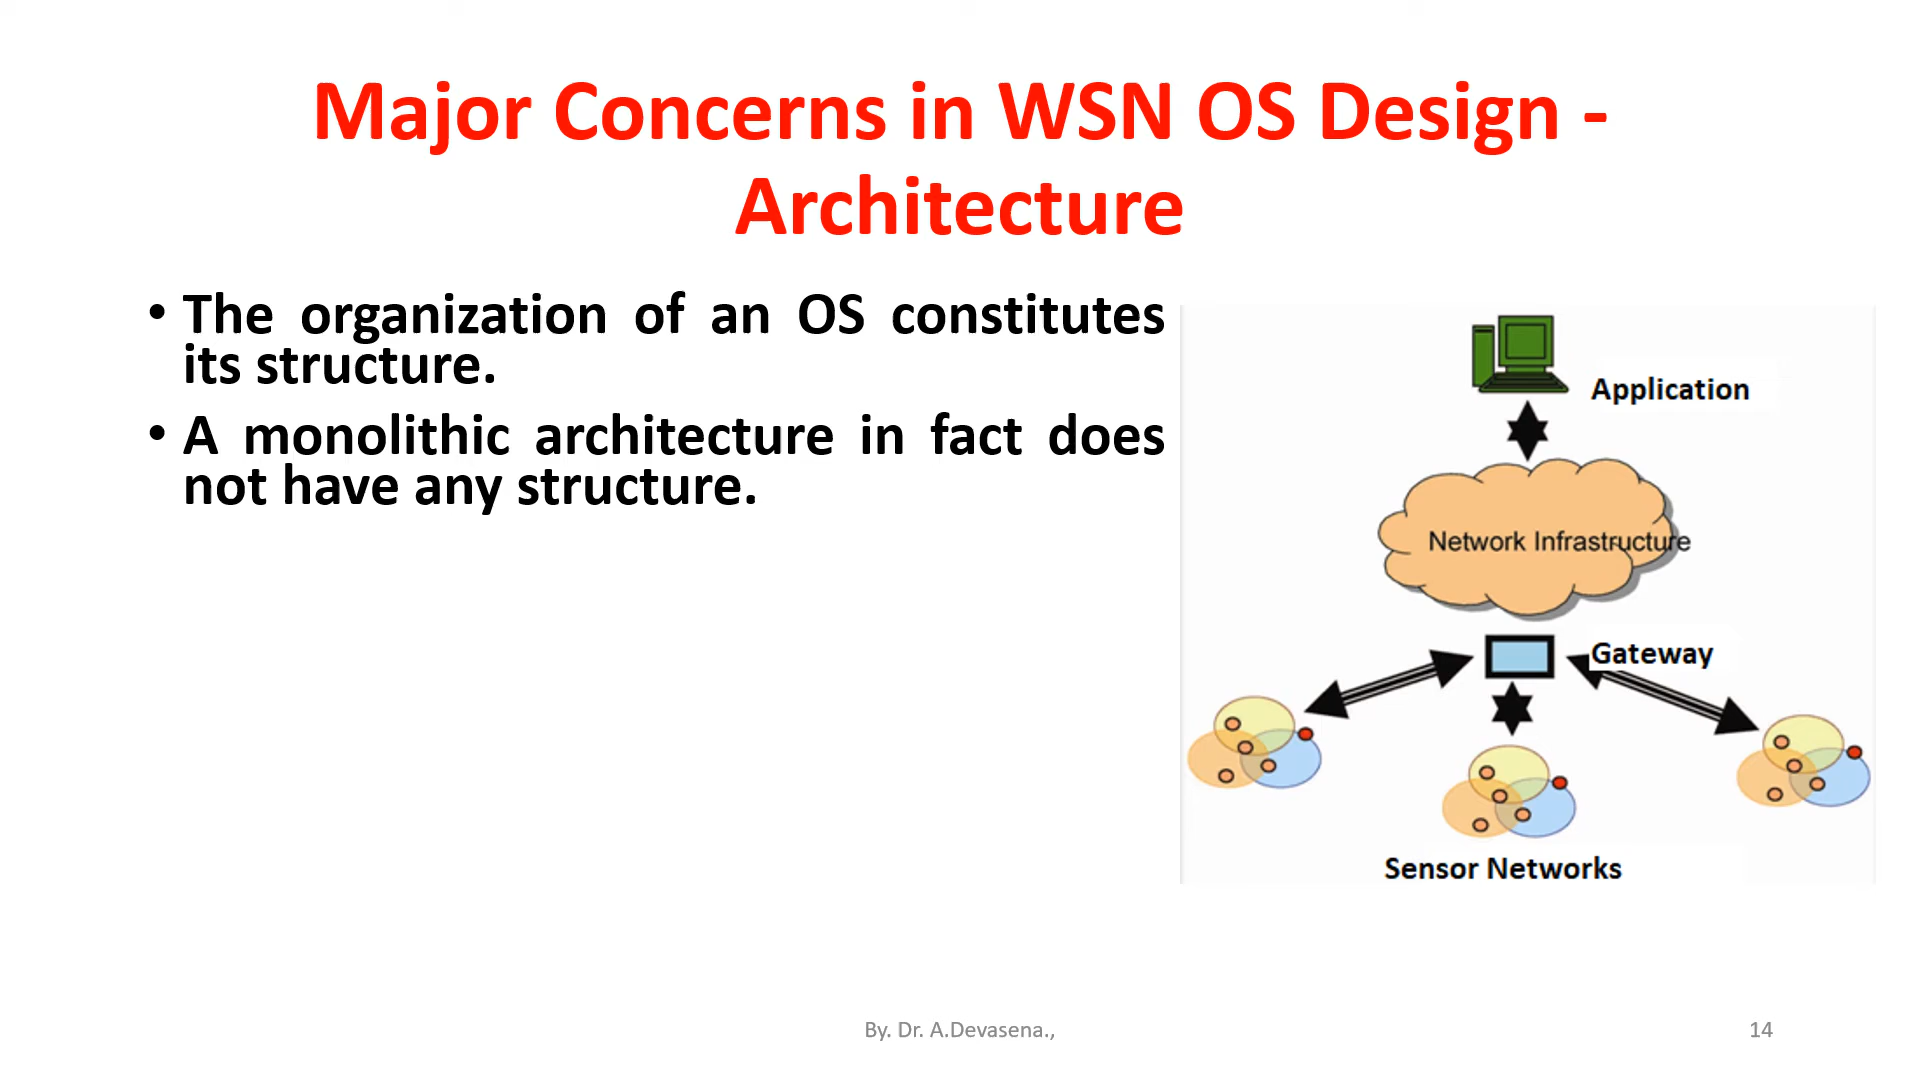 Major Concerns in WSN OS Design -
Architecture
• The organization of an OS constitutes
its structure.
• A monolithic architecture in fact does
not have any structure.
Application
Network Infrastructure
Gateway
Sensor Networks
By. Dr. A.Devasena.,
14